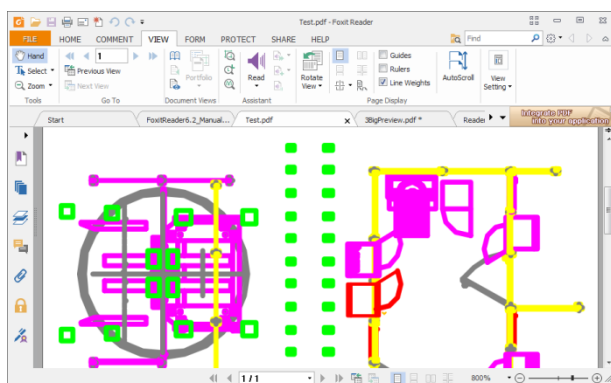 Test.pdf - Foxit Reader
FILE HOME COMMENT VIEW FORM PROTECT SHARE HELP Find
Hand 1 Guides
Select Previous View Portfolio Read Rotate View Rulers AutoScroll View Setting
Zoom Next View Line Weights
Tools Go To Document Views Assistant Page Display
Start FoxitReader6.2_Manual... Test.pdf x 3BigPreview.pdf * Reade Integrate PDF
into your application
1 / 1 800%